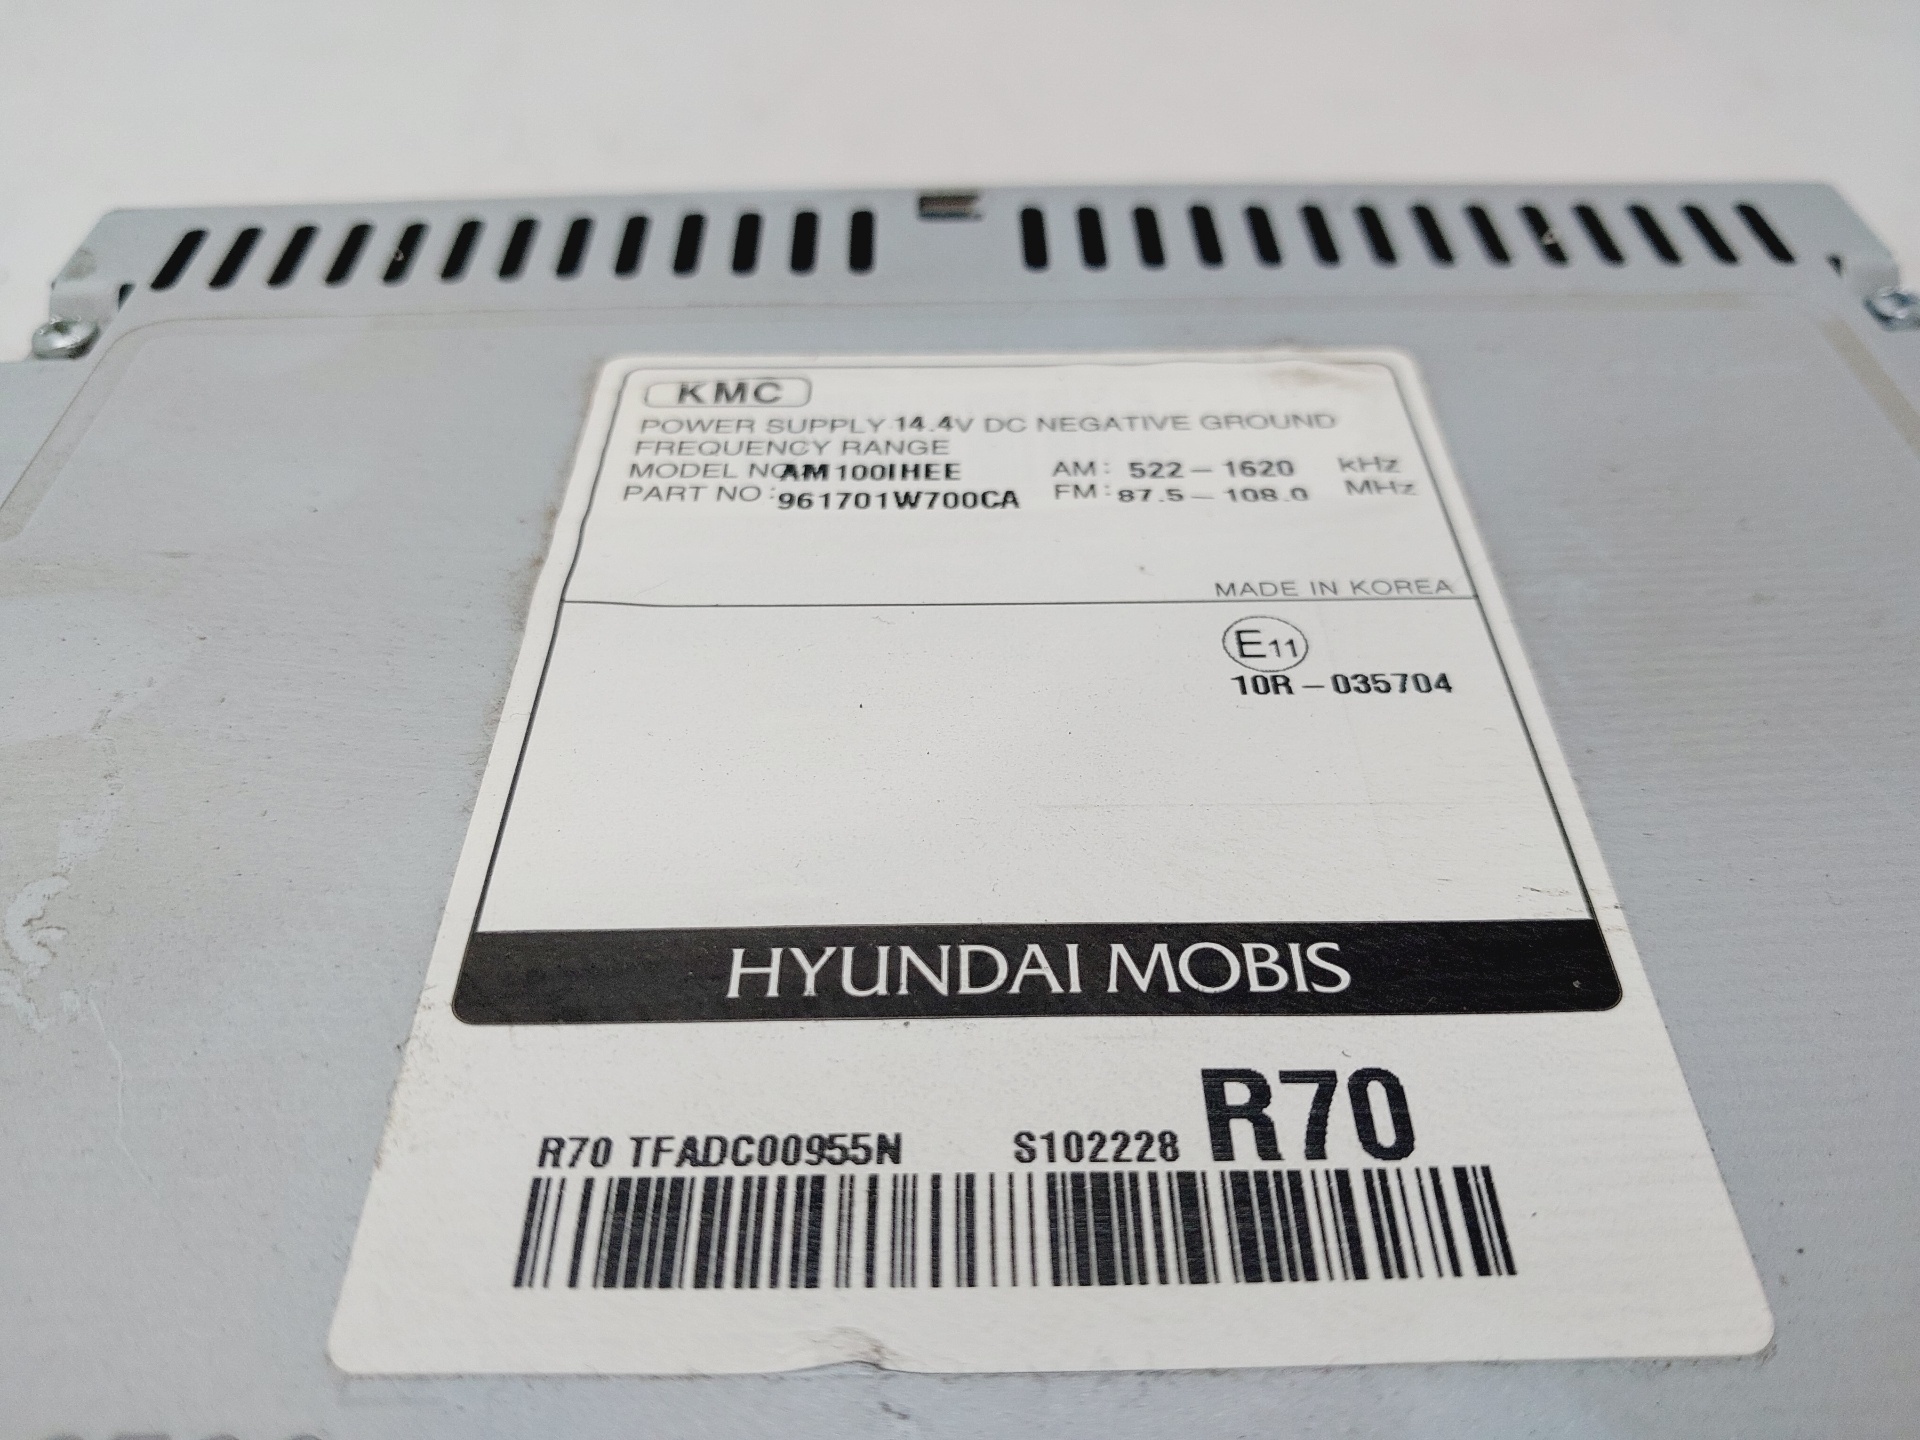 KMC
POWER SUPPLY 14.4V DC NEGATIVE GROUND
FREQUENCY RANGE
MODEL NO AM100IHEE AM: 522-1620 kHz
PART NO: 961701W700CA FM: 87.5-108.0 MHz
MADE IN KOREA
E11
10R-035704
HYUNDAI MOBIS
R70 TFADC00955N S102228 R70